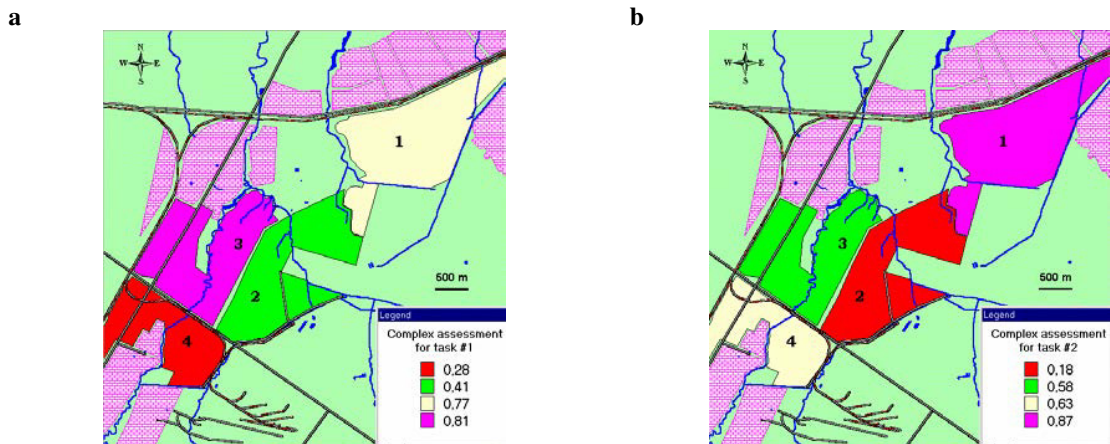 a
b
N
W E
S
1
3
2
4
500 m
Legend
Complex assessment
for task #1
0,28
0,41
0,77
0,81
N
W E
S
1
3
2
4
500 m
Legend
Complex assessment
for task #2
0,18
0,58
0,63
0,87